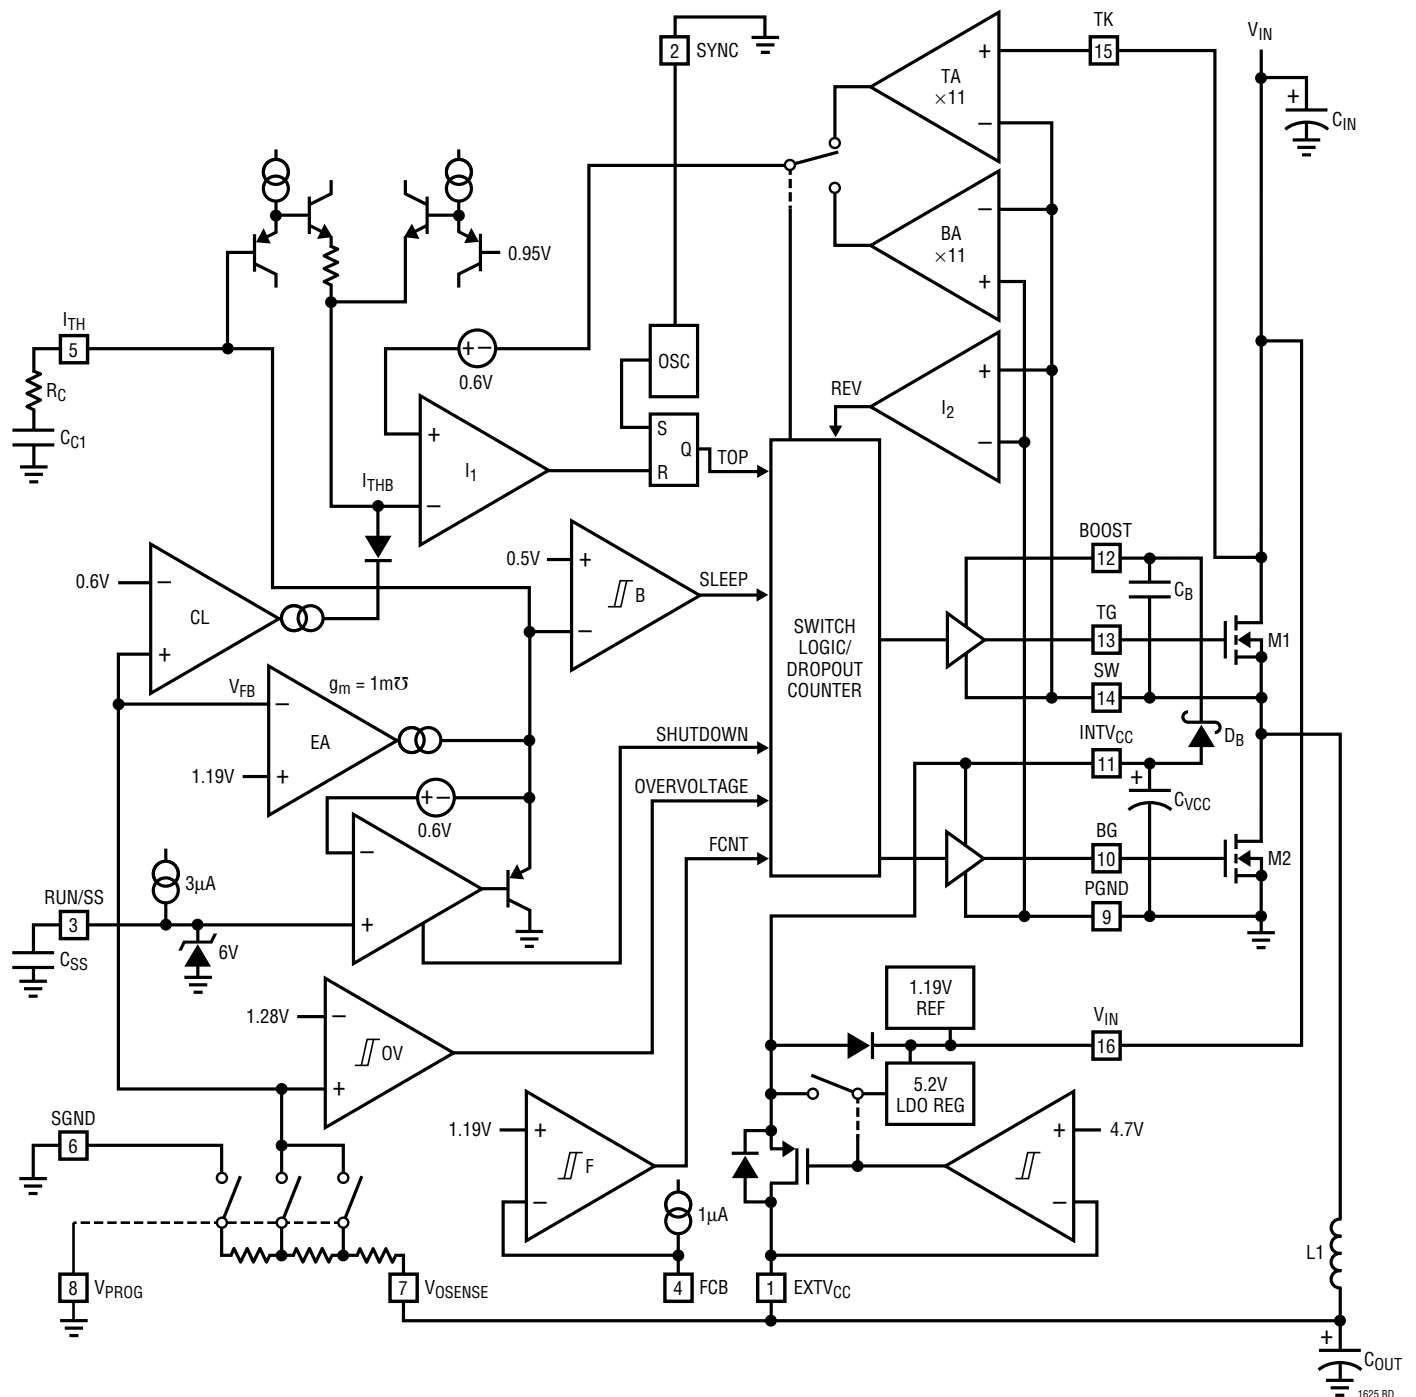 TK
15
VIN
2 SYNC
+
TA
×11
−
+
CIN
−
BA
×11
+
0.95V
ITH
5
RC
CC1
+−
0.6V
OSC
REV
+
I2
−
S
Q
R
TOP
+
I1
−
ITHB
BOOST
12
CB
0.5V
+
B
−
SLEEP
0.6V
−
CL
+
SWITCH
LOGIC/
DROPOUT
COUNTER
TG
13
M1
SW
14
VFB
gm = 1m℧
−
EA
1.19V
+
SHUTDOWN
INTVCC
11
DB
OVERVOLTAGE
+
CVCC
+−
0.6V
FCNT
BG
10
M2
−
+
3μA
RUN/SS
3
6V
CSS
PGND
9
1.28V
−
OV
+
1.19V
REF
VIN
16
5.2V
LDO REG
SGND
6
1.19V
+
F
−
+
4.7V
−
1μA
L1
8 VPROG
7 VOSENSE
4 FCB
1 EXTVCC
+
COUT
1625 BD